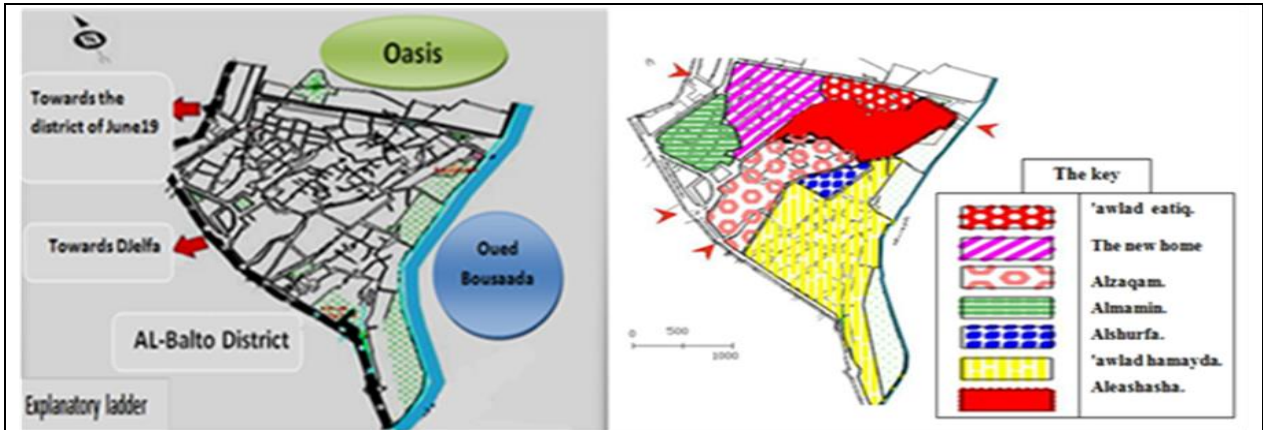 Oasis
Towards the
district of June19
Towards DJelfa
Oued
Bousaada
AL-Balto District
Explanatory ladder
The key
'awlad eatiq.
The new home
Alzaqam.
Almamin.
Alshurfa.
'awlad hamayda.
Aleashasha.
0 500
1000